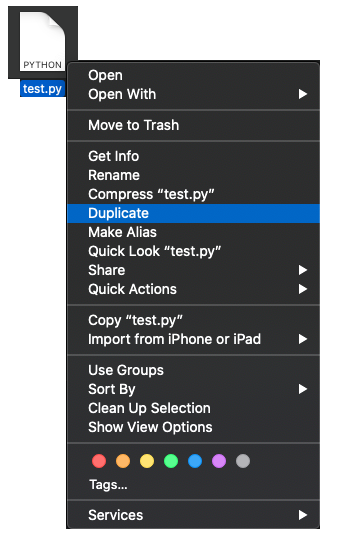 PYTHON
test.py
Open
Open With
Move to Trash
Get Info
Rename
Compress “test.py”
Duplicate
Make Alias
Quick Look “test.py”
Share
Quick Actions
Copy “test.py”
Import from iPhone or iPad
Use Groups
Sort By
Clean Up Selection
Show View Options
Tags...
Services